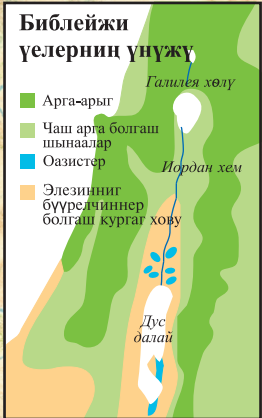 Библейжи
үелерниң үнүжү
Галилея хөлү
Арга-арыг
Чаш арга болгаш
шынаалар
Оазистер
Иордан хем
Элезинниг
бүүрелчиннер
болгаш кургаг хову
Дус
далай